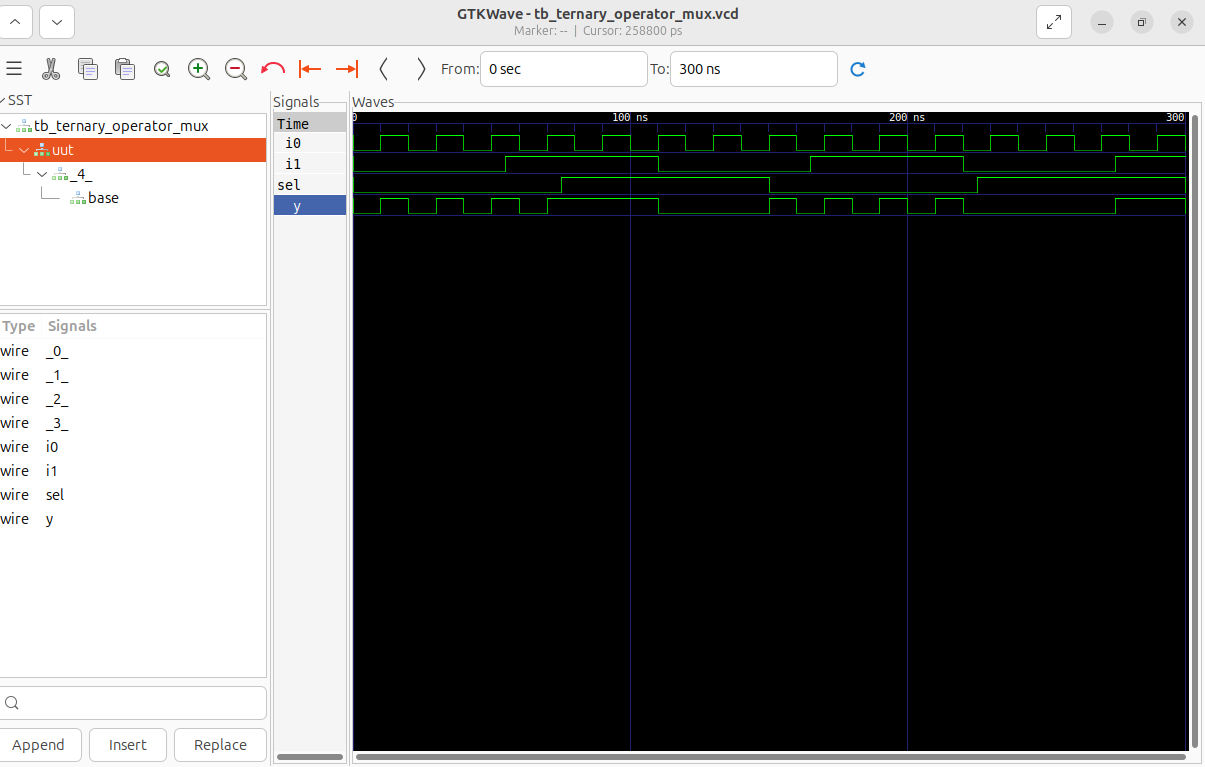 GTKWave - tb_ternary_operator_mux.vcd
Marker: -- | Cursor: 258800 ps
From: 0 sec To: 300 ns
SST
tb_ternary_operator_mux
uut
_4_
base
Type Signals
wire _0_
wire _1_
wire _2_
wire _3_
wire i0
wire i1
wire sel
wire y
Append Insert Replace
Signals
Time
i0
i1
sel
y
Waves
0 100 ns 200 ns 300